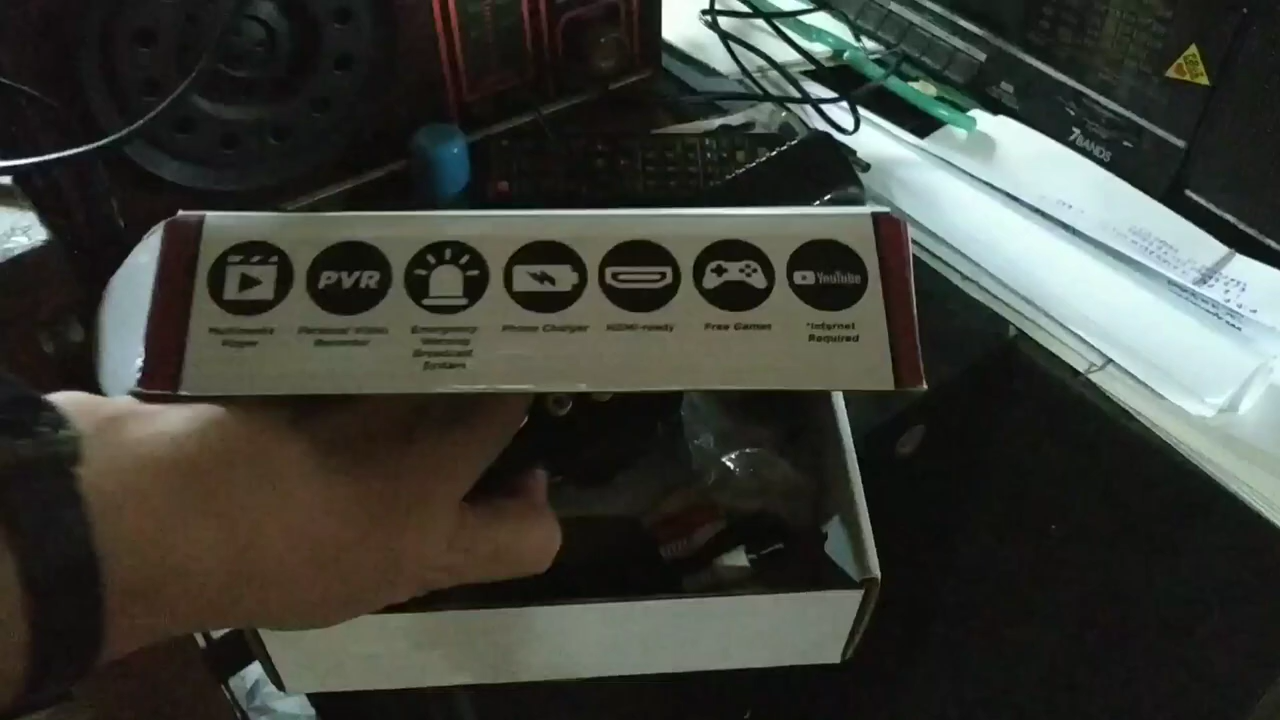 7BANDS
PVR
YouTube
Multimedia
Player
Personal Video
Recorder
Emergency
Warning
Broadcast
System
Phone Charger
HDMI-ready
Free Games
*Internet
Required